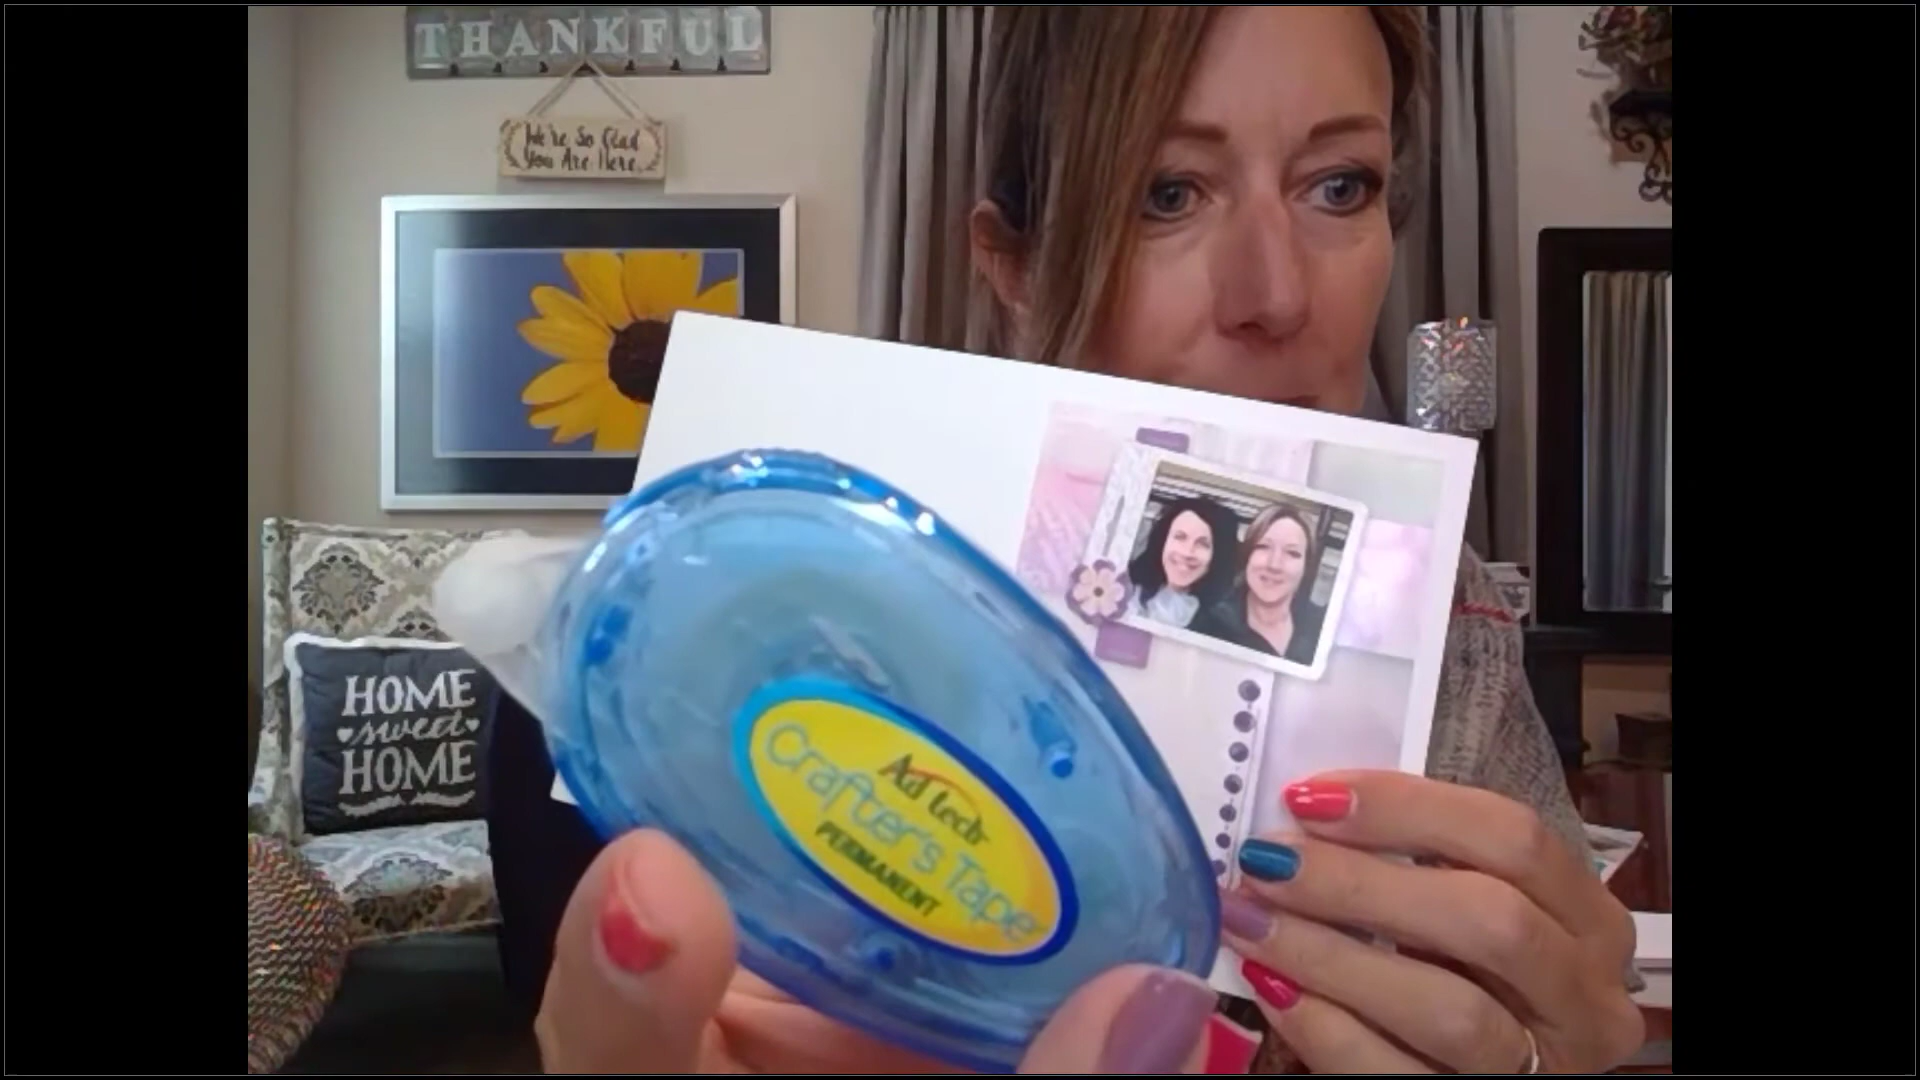 THANKFUL
We're So Glad
You Are Here
HOME
sweet
HOME
Ad tech
Crafter's Tape
PERMANENT